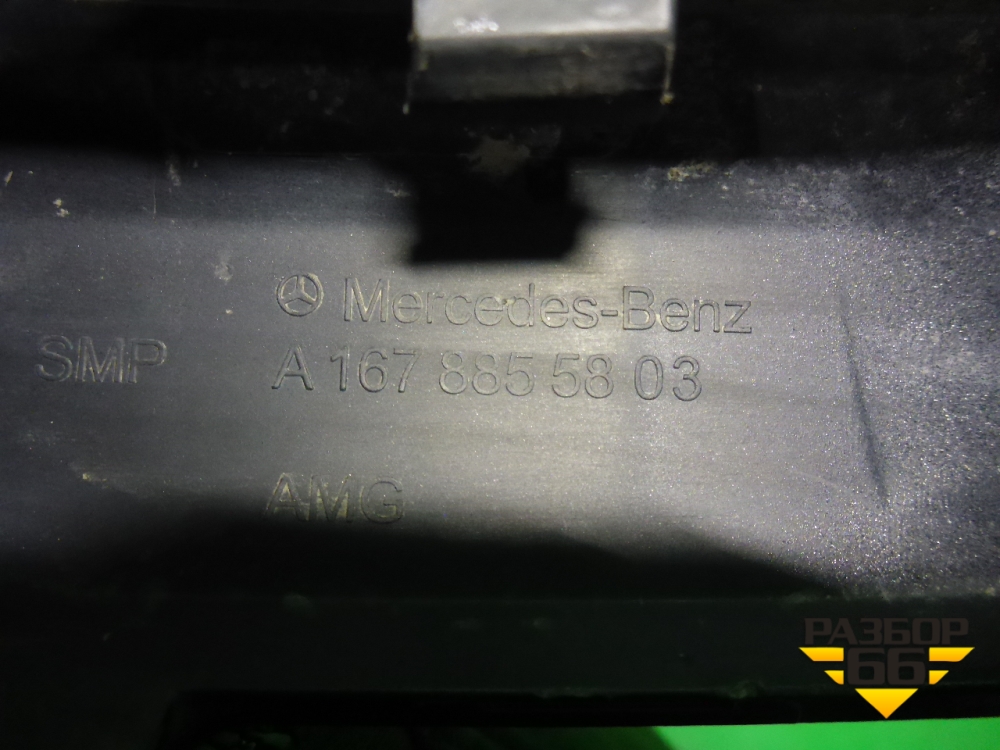 Mercedes-Benz
SMP
A 167 885 58 03
AMG
РАЗБОР
66